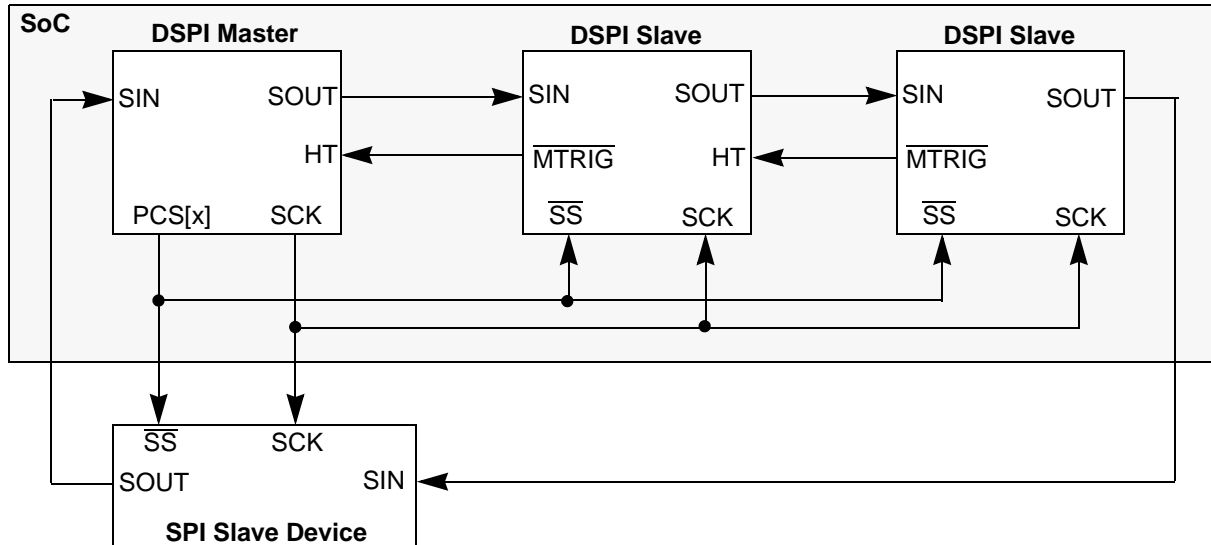 SoC
DSPI Master
DSPI Slave
DSPI Slave
SIN
SOUT
SIN
SOUT
SIN
SOUT
HT
MTRIG
HT
MTRIG
PCS[x]
SCK
SS
SCK
SS
SCK
SS
SCK
SOUT
SIN
SPI Slave Device